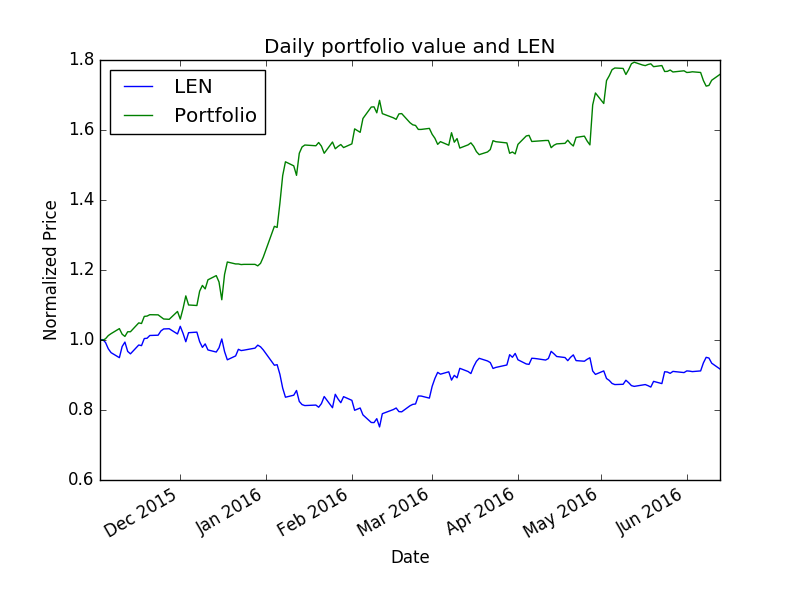 Daily portfolio value and LEN
LEN
Portfolio
Normalized Price
1.8
1.6
1.4
1.2
1.0
0.8
0.6
Dec 2015
Jan 2016
Feb 2016
Mar 2016
Apr 2016
May 2016
Jun 2016
Date